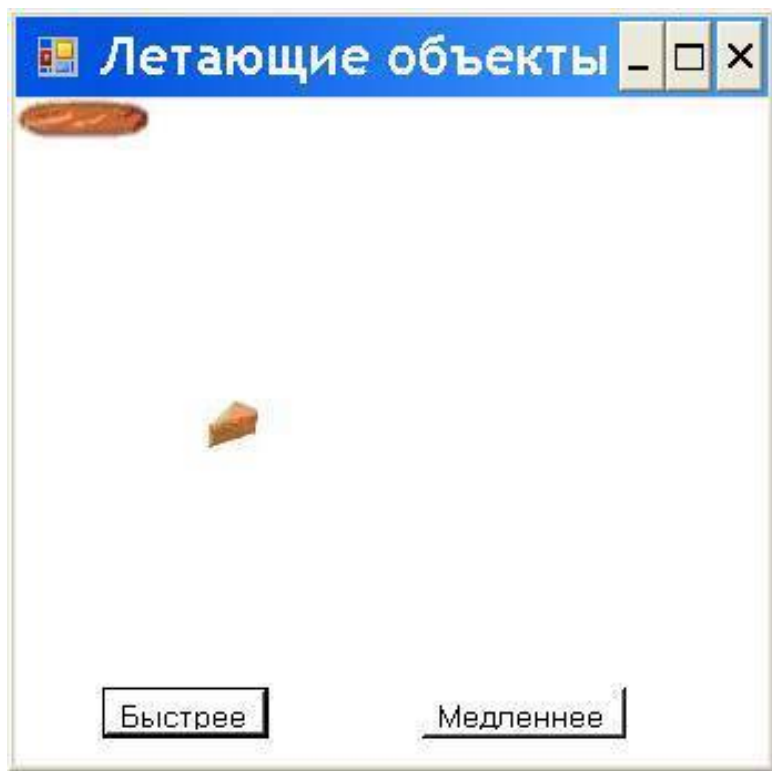 Летающие объекты
Быстрее
Медленнее